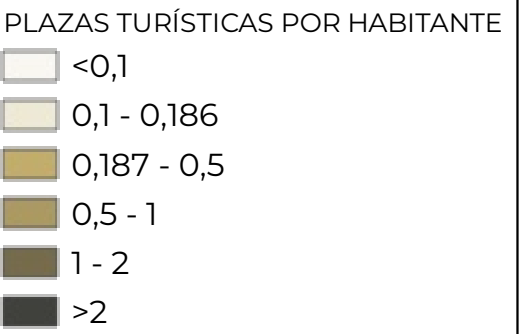 PLAZAS TURÍSTICAS POR HABITANTE
<0,1
0,1 - 0,186
0,187 - 0,5
0,5 - 1
1 - 2
>2